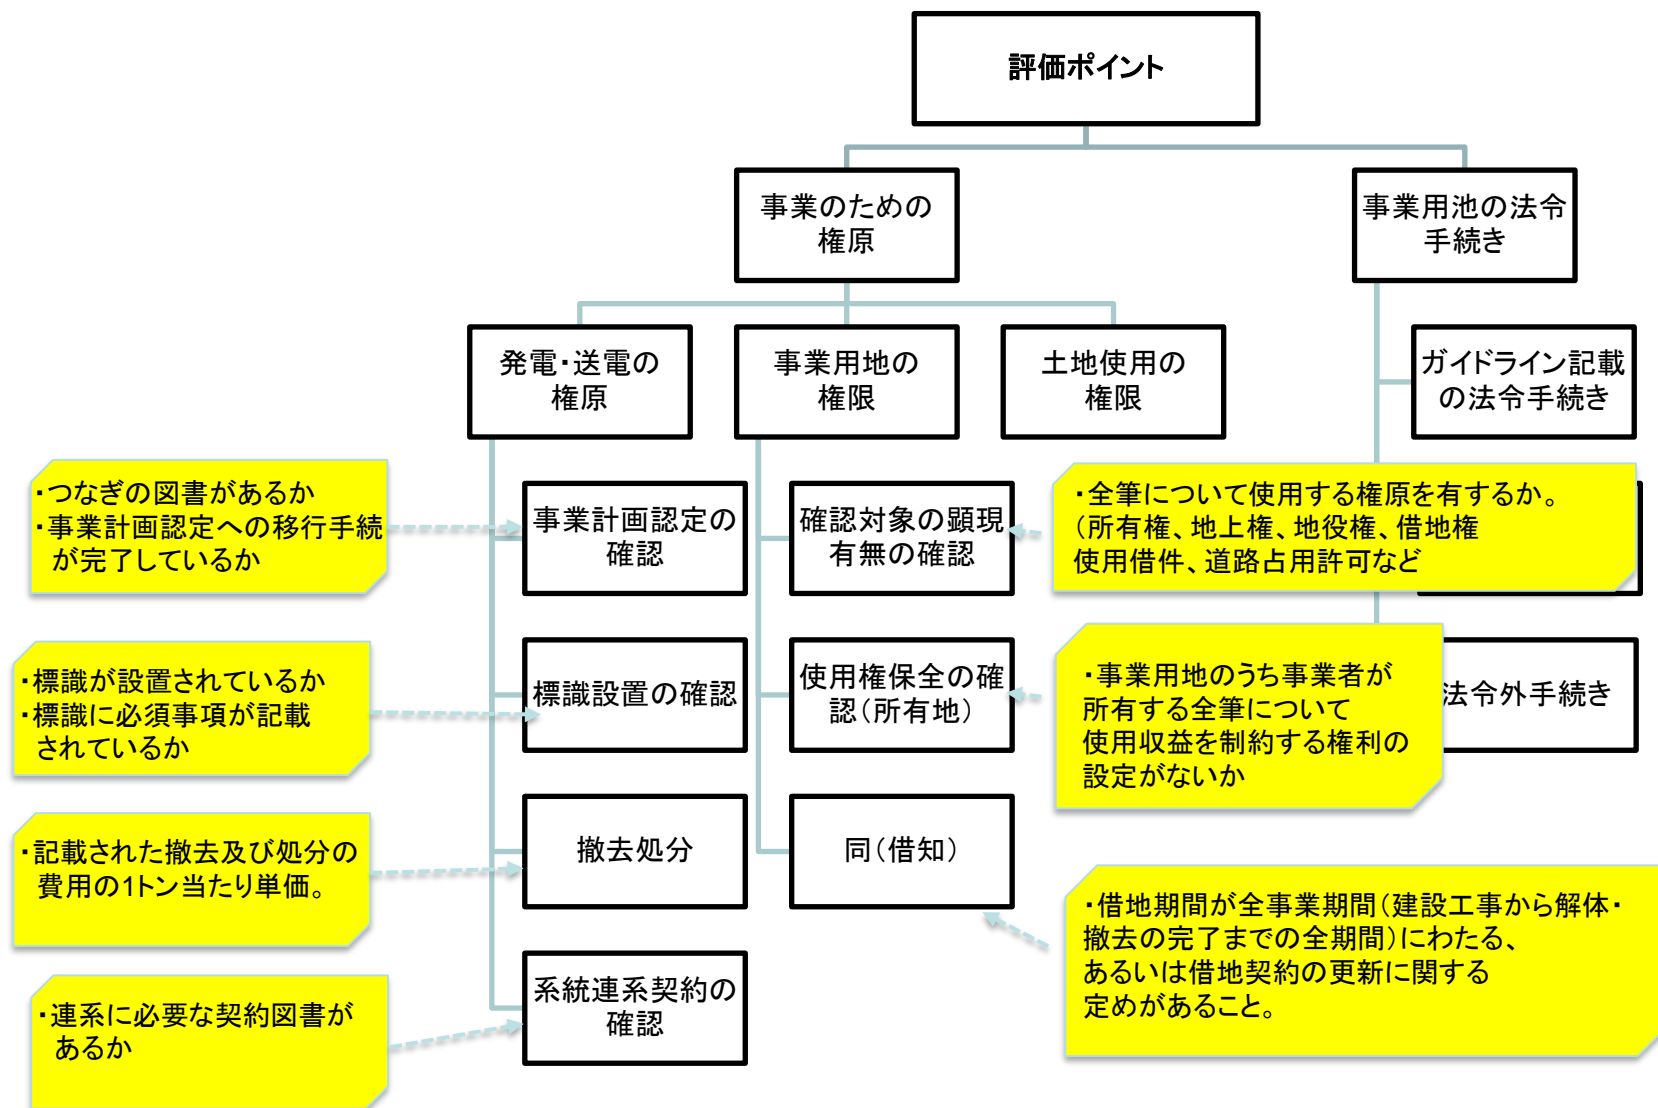 評価ポイント
事業のための
権原
事業用池の法令
手続き
発電・送電の
権原
事業用地の
権限
土地使用の
権限
ガイドライン記載
の法令手続き
・つなぎの図書があるか
・事業計画認定への移行手続
が完了しているか
事業計画認定の
確認
確認対象の顕現
有無の確認
・全筆について使用する権原を有するか。
（所有権、地上権、地役権、借地権
使用借件、道路占用許可など
・標識が設置されているか
・標識に必須事項が記載
されているか
標識設置の確認
使用権保全の確
認（所有地）
・事業用地のうち事業者が
所有する全筆について
使用収益を制約する権利の
設定がないか
法令外手続き
・記載された撤去及び処分の
費用の1トン当たり単価。
撤去処分
同（借知）
・借地期間が全事業期間（建設工事から解体・
撤去の完了までの全期間）にわたる、
あるいは借地契約の更新に関する
定めがあること。
・連系に必要な契約図書が
あるか
系統連系契約の
確認